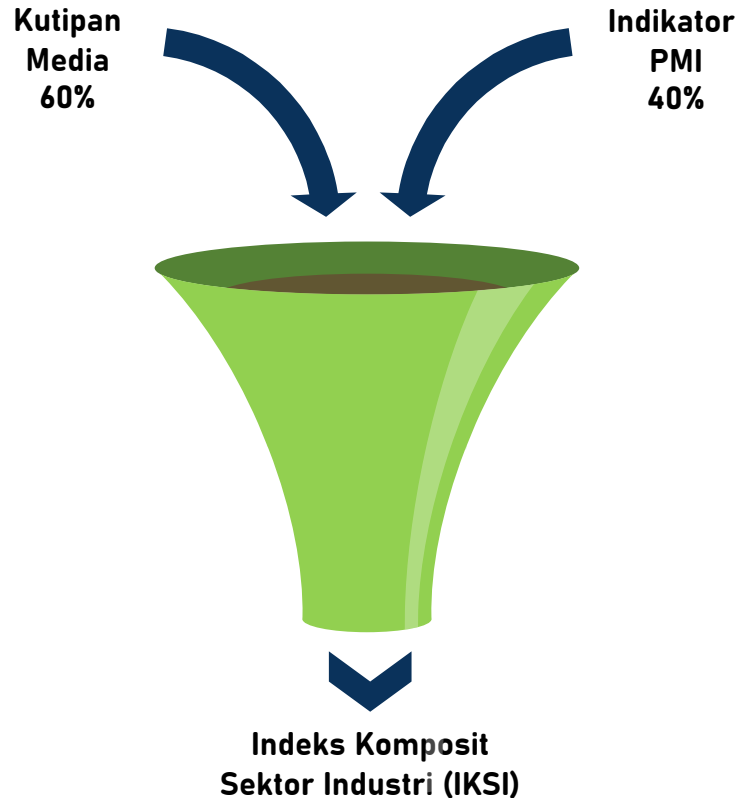 Kutipan
Media
60%
Indikator
PMI
40%
Indeks Komposit
Sektor Industri (IKSI)